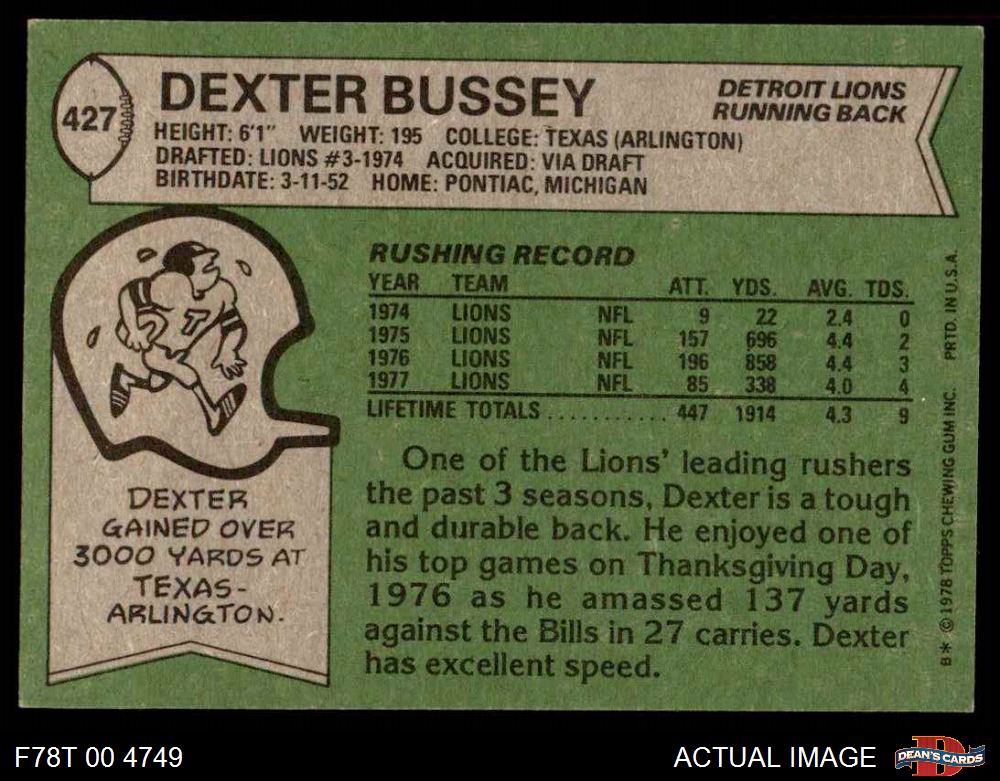 427
DEXTER BUSSEY
DETROIT LIONS
RUNNING BACK
HEIGHT: 6'1" WEIGHT: 195 COLLEGE: TEXAS (ARLINGTON)
DRAFTED: LIONS #3-1974 ACQUIRED: VIA DRAFT
BIRTHDATE: 3-11-52 HOME: PONTIAC, MICHIGAN
T
DEXTER
GAINED OVER
3000 YARDS AT
TEXAS-
ARLINGTON.
RUSHING RECORD
YEAR TEAM ATT. YDS. AVG. TDS.
1974 LIONS NFL 9 22 2.4 0
1975 LIONS NFL 157 696 4.4 2
1976 LIONS NFL 196 858 4.4 3
1977 LIONS NFL 85 338 4.0 4
LIFETIME TOTALS .......... 447 1914 4.3 9
One of the Lions' leading rushers
the past 3 seasons, Dexter is a tough
and durable back. He enjoyed one of
his top games on Thanksgiving Day,
1976 as he amassed 137 yards
against the Bills in 27 carries. Dexter
has excellent speed.
B* © 1978 TOPPS CHEWING GUM INC. PRTD. IN U.S.A.
F78T 00 4749
ACTUAL IMAGE
D
DEAN'S CARDS